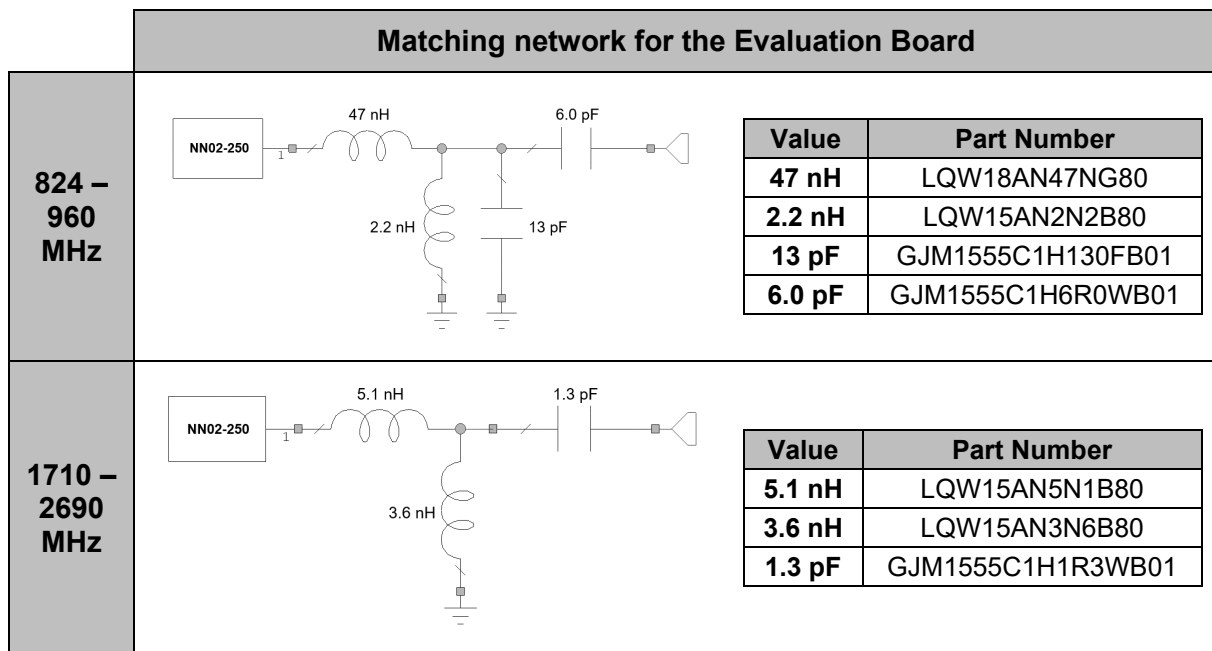 Matching network for the Evaluation Board
824 –
960
MHz
47 nH
6.0 pF
NN02-250
1
2.2 nH
13 pF
Value Part Number
47 nH LQW18AN47NG80
2.2 nH LQW15AN2N2B80
13 pF GJM1555C1H130FB01
6.0 pF GJM1555C1H6R0WB01
1710 –
2690
MHz
5.1 nH
1.3 pF
NN02-250
1
3.6 nH
Value Part Number
5.1 nH LQW15AN5N1B80
3.6 nH LQW15AN3N6B80
1.3 pF GJM1555C1H1R3WB01